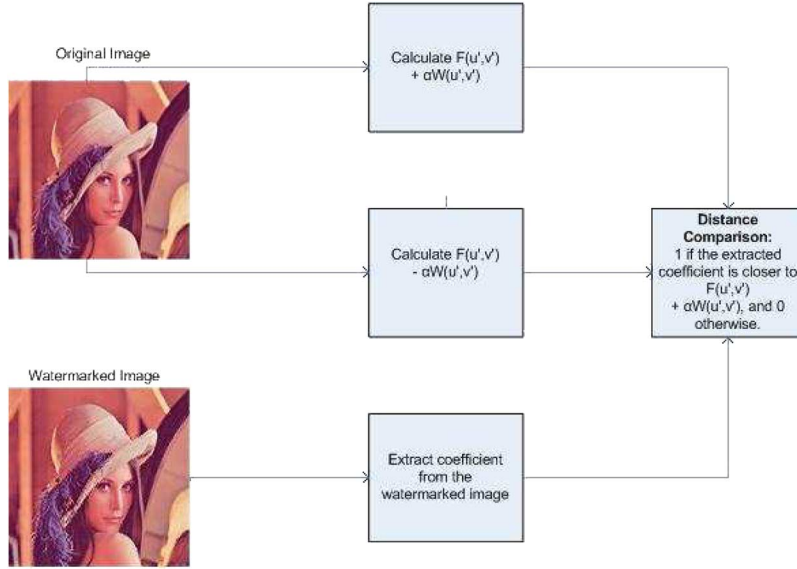 Original Image
Calculate F(u',v')
+ αW(u',v')
Calculate F(u',v')
- αW(u',v')
Distance
Comparison:
1 if the extracted
coefficient is closer to
F(u',v')
+ αW(u',v'), and 0
otherwise.
Watermarked Image
Extract coefficient
from the
watermarked image